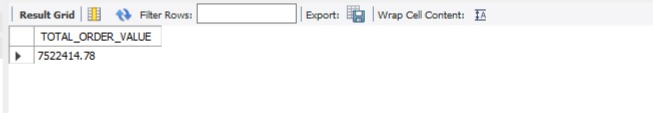 Result Grid Filter Rows: Export: Wrap Cell Content:
TOTAL_ORDER_VALUE
7522414.78